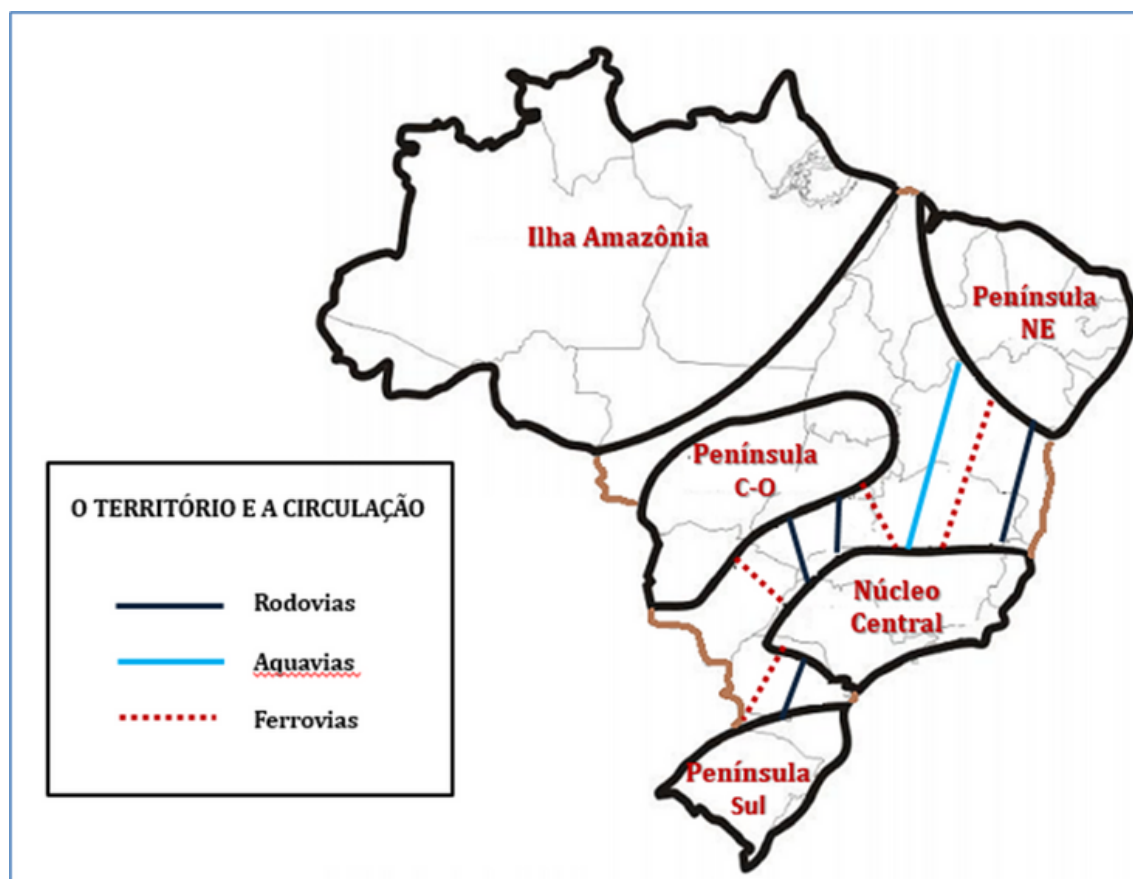 Ilha Amazônia
Península
NE
Península
C-O
O TERRITÓRIO E A CIRCULAÇÃO
Rodovias
Aquavias
Ferrovias
Núcleo
Central
Península
Sul